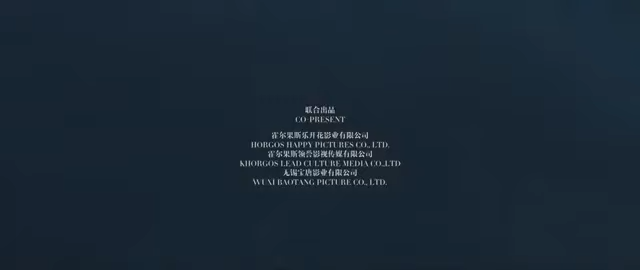 联合出品
CO-PRESENT
霍尔果斯乐开花影业有限公司
HORGOS HAPPY PICTURES CO., LTD.
霍尔果斯领誉影视传媒有限公司
KHORGOS LEAD CULTURE MEDIA CO.,LTD
无锡宝唐影业有限公司
WUXI BAOTANG PICTURE CO., LTD.